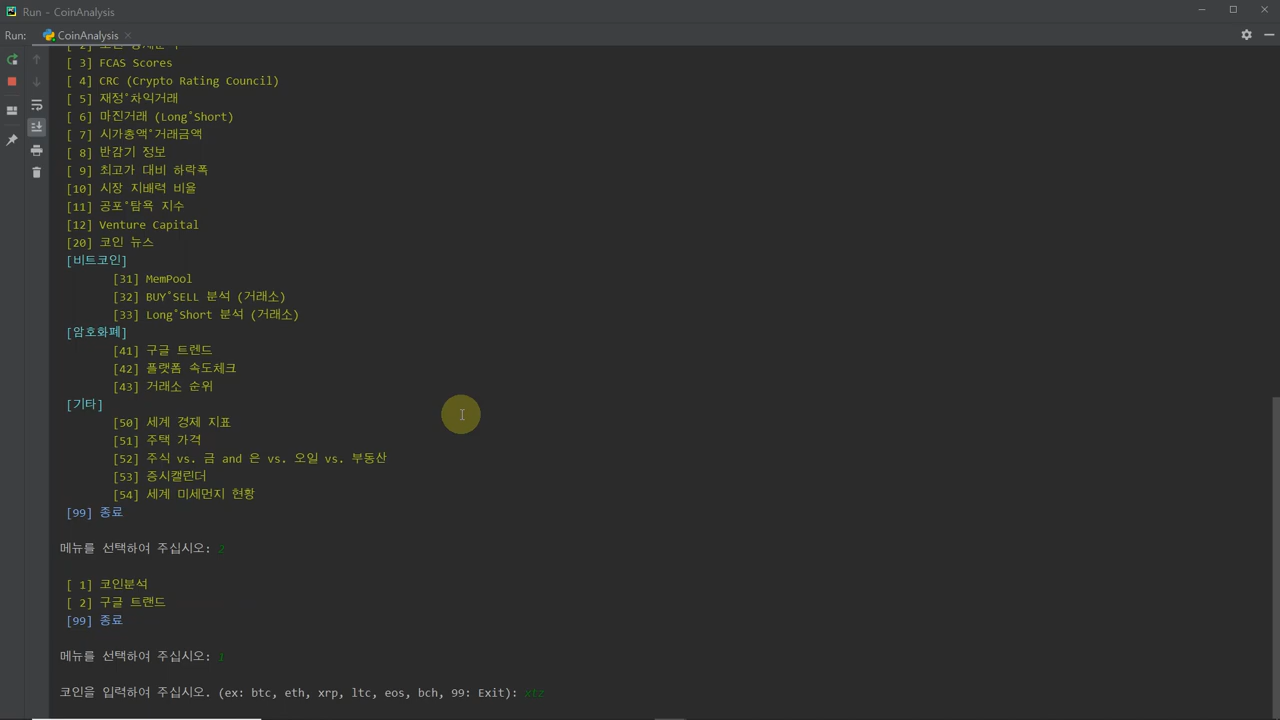 Run - CoinAnalysis
Run: CoinAnalysis
[ 3] FCAS Scores
[ 4] CRC (Crypto Rating Council)
[ 5] 재정°차익거래
[ 6] 마진거래 (Long°Short)
[ 7] 시가총액°거래금액
[ 8] 반감기 정보
[ 9] 최고가 대비 하락폭
[10] 시장 지배력 비율
[11] 공포°탐욕 지수
[12] Venture Capital
[20] 코인 뉴스
[비트코인]
[31] MemPool
[32] BUY°SELL 분석 (거래소)
[33] Long°Short 분석 (거래소)
[암호화폐]
[41] 구글 트렌드
[42] 플랫폼 속도체크
[43] 거래소 순위
[기타]
[50] 세계 경제 지표
[51] 주택 가격
[52] 주식 vs. 금 and 은 vs. 오일 vs. 부동산
[53] 증시캘린더
[54] 세계 미세먼지 현황
[99] 종료
메뉴를 선택하여 주십시오: 2
[ 1] 코인분석
[ 2] 구글 트랜드
[99] 종료
메뉴를 선택하여 주십시오: 1
코인을 입력하여 주십시오. (ex: btc, eth, xrp, ltc, eos, bch, 99: Exit): xtz